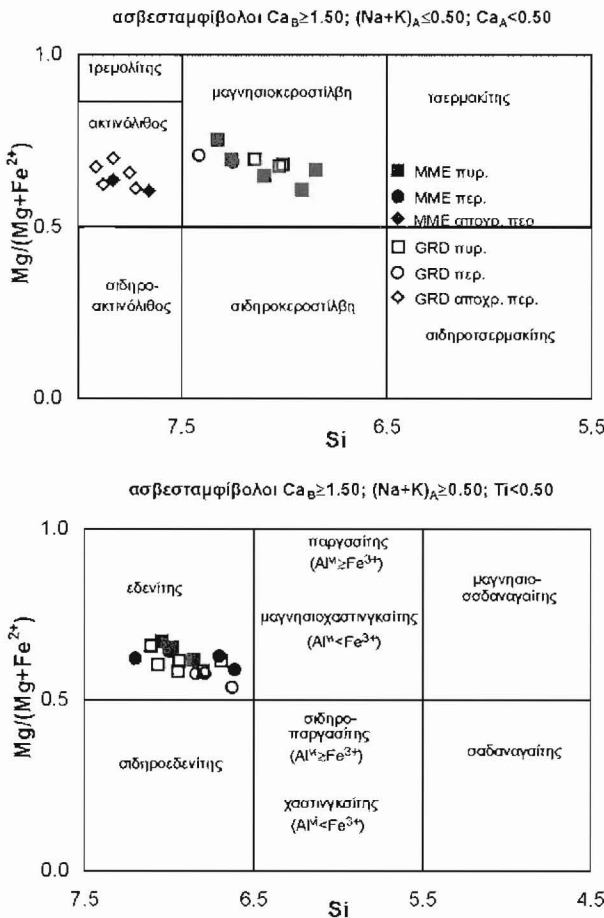 ασβεσταμφίβολοι Ca_B≥1.50; (Na+K)_A≤0.50; Ca_A<0.50
1.0
τρεμολίτης
μαγνησιοκεροστίλβη
τσερμακίτης
ακτινόλιθος
MME πυρ.
MME περ.
MME αποχρ. περ
Mg/(Mg+Fe²⁺)
0.5
GRD πυρ.
GRD περ.
GRD αποχρ. περ.
σιδηρο-
ακτινόλιθος
σιδηροκεροστίλβη
σιδηροτσερμακίτης
0.0
7.5
6.5
5.5
Si
ασβεσταμφίβολοι Ca_B≥1.50; (Na+K)_A≥0.50; Ti<0.50
1.0
εδενίτης
παργασίτης
(Al^VI≥Fe³⁺)
μαγνησιο-
σαδαναγαΐτης
μαγνησιοχαστινγκσίτης
(Al^VI<Fe³⁺)
Mg/(Mg+Fe²⁺)
0.5
σιδηροεδενίτης
σιδηρο-
παργασίτης
(Al^VI≥Fe³⁺)
σαδαναγαΐτης
χαστινγκσίτης
(Al^VI<Fe³⁺)
0.0
7.5
6.5
5.5
4.5
Si